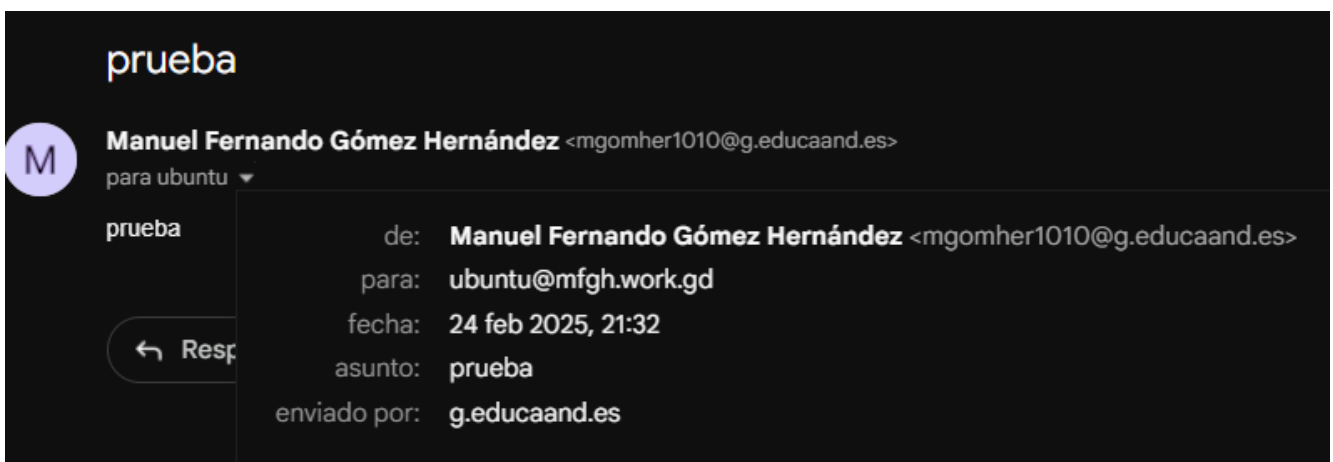 prueba
M
Manuel Fernando Gómez Hernández <mgomher1010@g.educaand.es>
para ubuntu
prueba
de: Manuel Fernando Gómez Hernández <mgomher1010@g.educaand.es>
para: ubuntu@mfgh.work.gd
fecha: 24 feb 2025, 21:32
Resp
asunto: prueba
enviado por: g.educaand.es